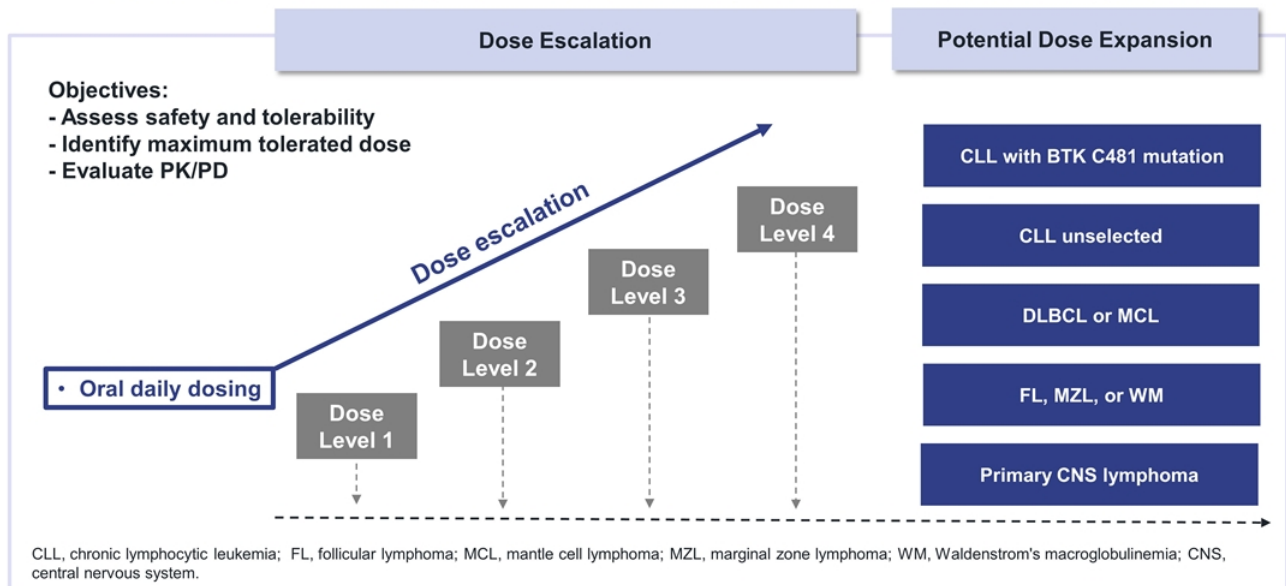 Dose Escalation
Potential Dose Expansion
Objectives:
- Assess safety and tolerability
- Identify maximum tolerated dose
- Evaluate PK/PD
Dose escalation
• Oral daily dosing
Dose
Level 1
Dose
Level 2
Dose
Level 3
Dose
Level 4
CLL with BTK C481 mutation
CLL unselected
DLBCL or MCL
FL, MZL, or WM
Primary CNS lymphoma
CLL, chronic lymphocytic leukemia; FL, follicular lymphoma; MCL, mantle cell lymphoma; MZL, marginal zone lymphoma; WM, Waldenstrom's macroglobulinemia; CNS,
central nervous system.